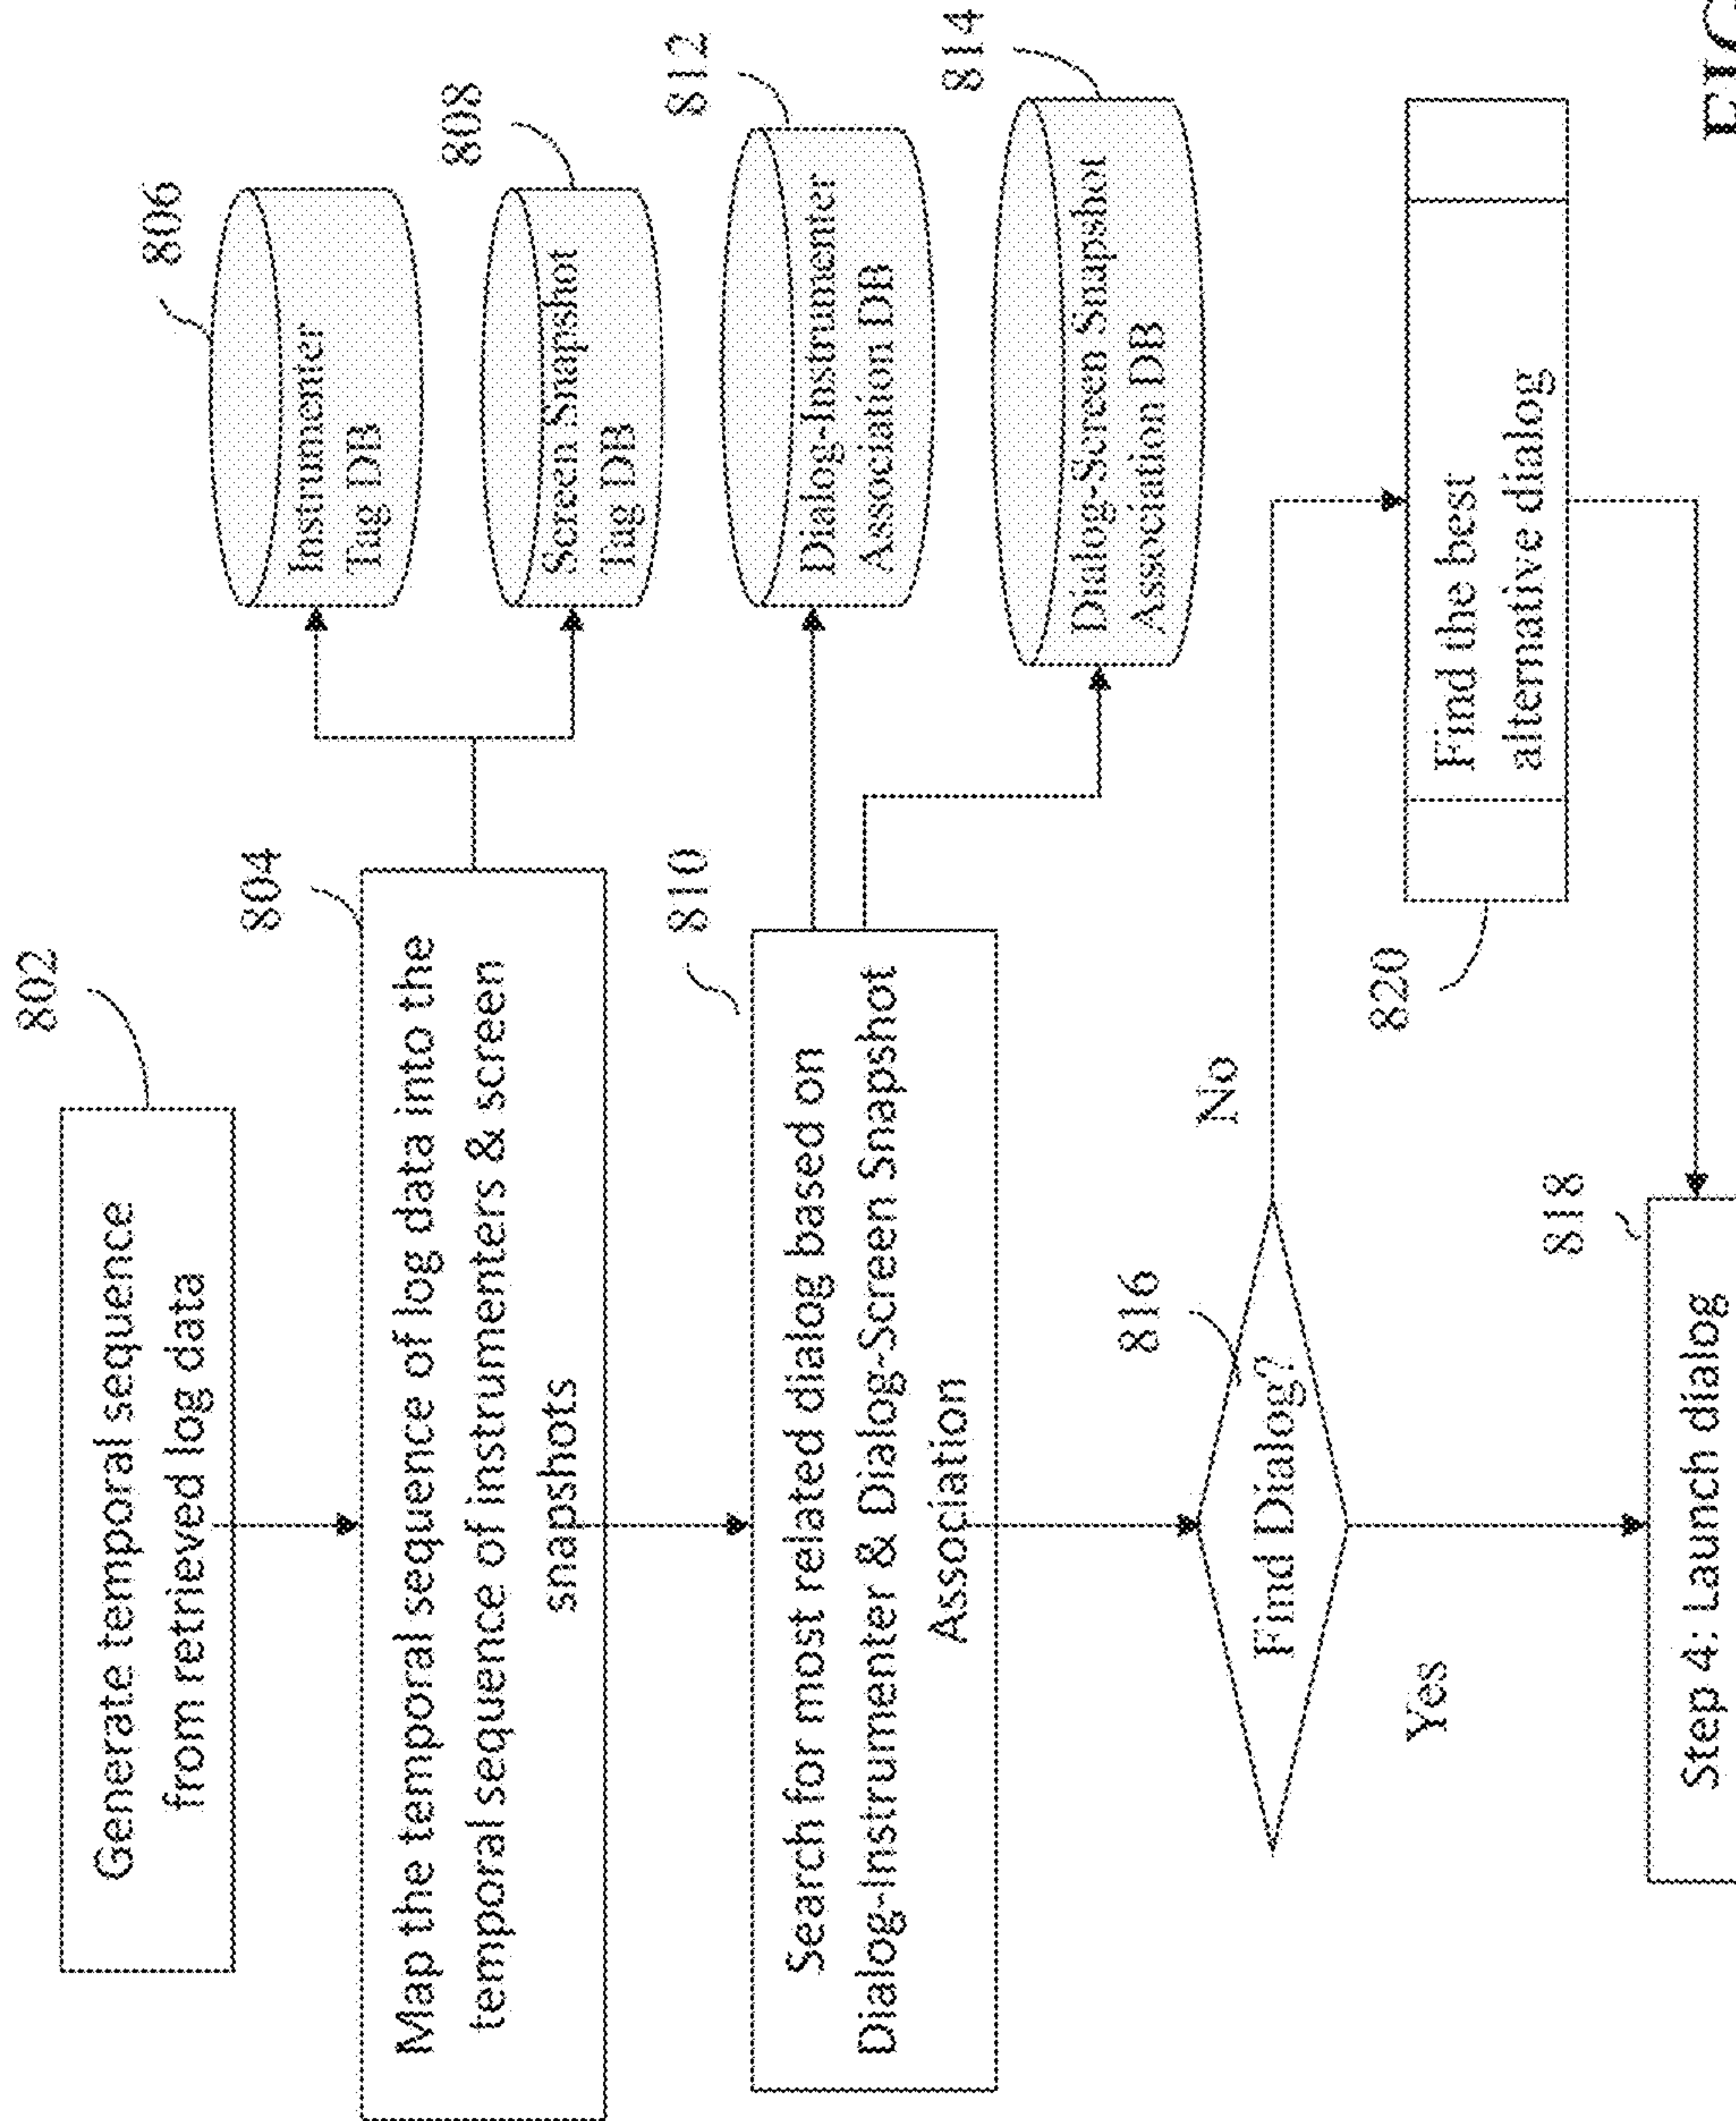 802
Generate temporal sequence
from retrieved log data
804
Map the temporal sequence of log data into the
temporal sequence of instrumenters & screen
snapshots
806
Instrumenter
Tag DB
808
Screen Snapshot
Tag DB
810
Search for most related dialog based on
Dialog-Instrumenter & Dialog-Screen Snapshot
Association
812
Dialog-Instrumenter
Association DB
814
Dialog-Screen Snapshot
Association DB
816
Find Dialog?
No
Yes
820
Find the best
alternative dialog
818
Step 4: Launch dialog